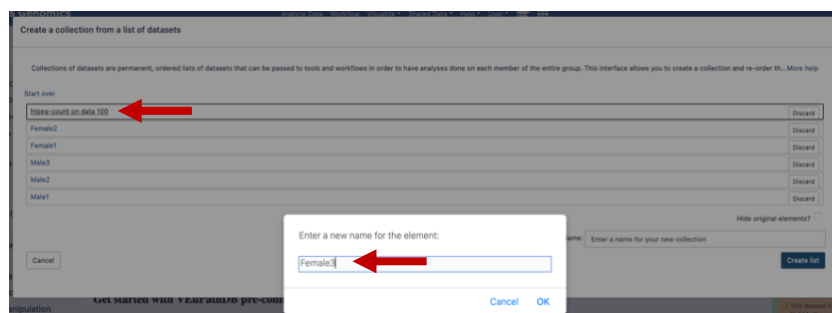 Genomics
Analyze Data Workflow Visualize Shared Data Help User
Create a collection from a list of datasets
Collections of datasets are permanent, ordered lists of datasets that can be passed to tools and workflows in order to have analyses done on each member of the entire group. This interface allows you to create a collection and re-order th... More help
Start over
htseq-count on data 100 Discard
Female2 Discard
Female1 Discard
Male3 Discard
Male2 Discard
Male1 Discard
Hide original elements?
Enter a new name for the element:
ame: Enter a name for your new collection
Female3
Cancel Create list
Cancel OK
Get started with VEuPathDB pre-con
nipulation
This dataset